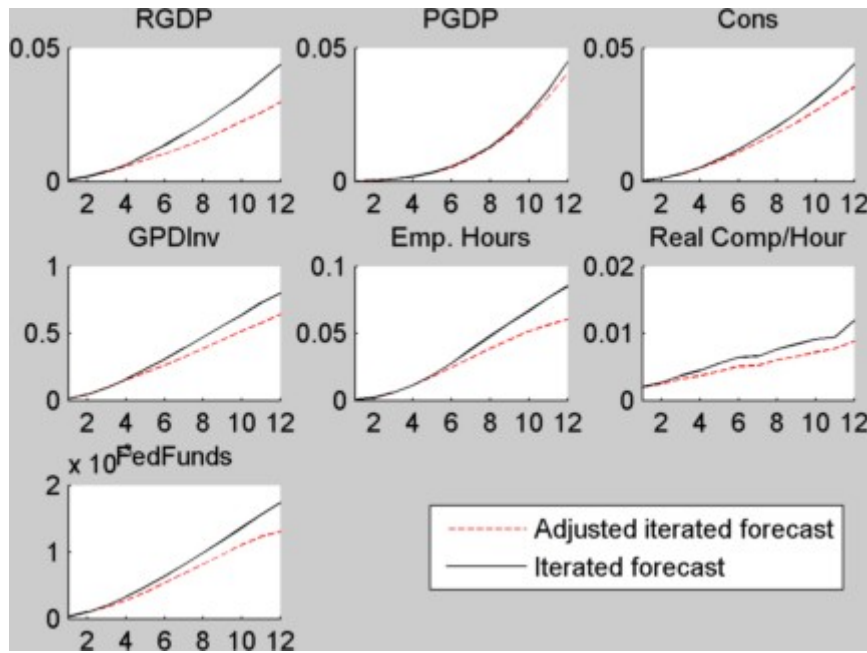 RGDP PGDP Cons
0.05 0.05 0.05
0 0 0
2 4 6 8 10 12 2 4 6 8 10 12 2 4 6 8 10 12
GPDInv Emp. Hours Real Comp/Hour
1 0.1 0.02
0.5 0.05 0.01
0 0 0
2 4 6 8 10 12 2 4 6 8 10 12 2 4 6 8 10 12
x 10 FedFunds
2
1
0
2 4 6 8 10 12
Adjusted iterated forecast
Iterated forecast